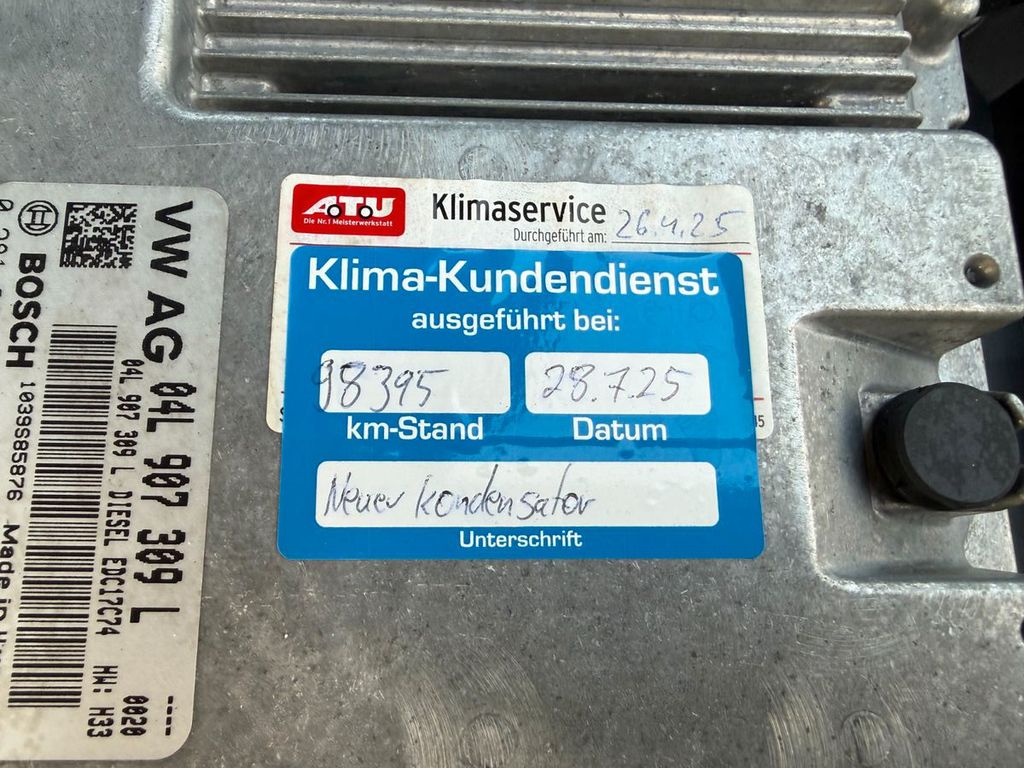 ATU
Die Nr.1 Meisterwerkstatt
Klimaservice
Durchgeführt am: 26.4.25
Klima-Kundendienst
ausgeführt bei:
98395 28.7.25
km-Stand Datum
Neuer Kondensator
Unterschrift
VW AG 04L 907 309 L
04L 907 309 L DIESEL EDC17C74 HW: H33
0020
----
BOSCH 1039S85876 Made in